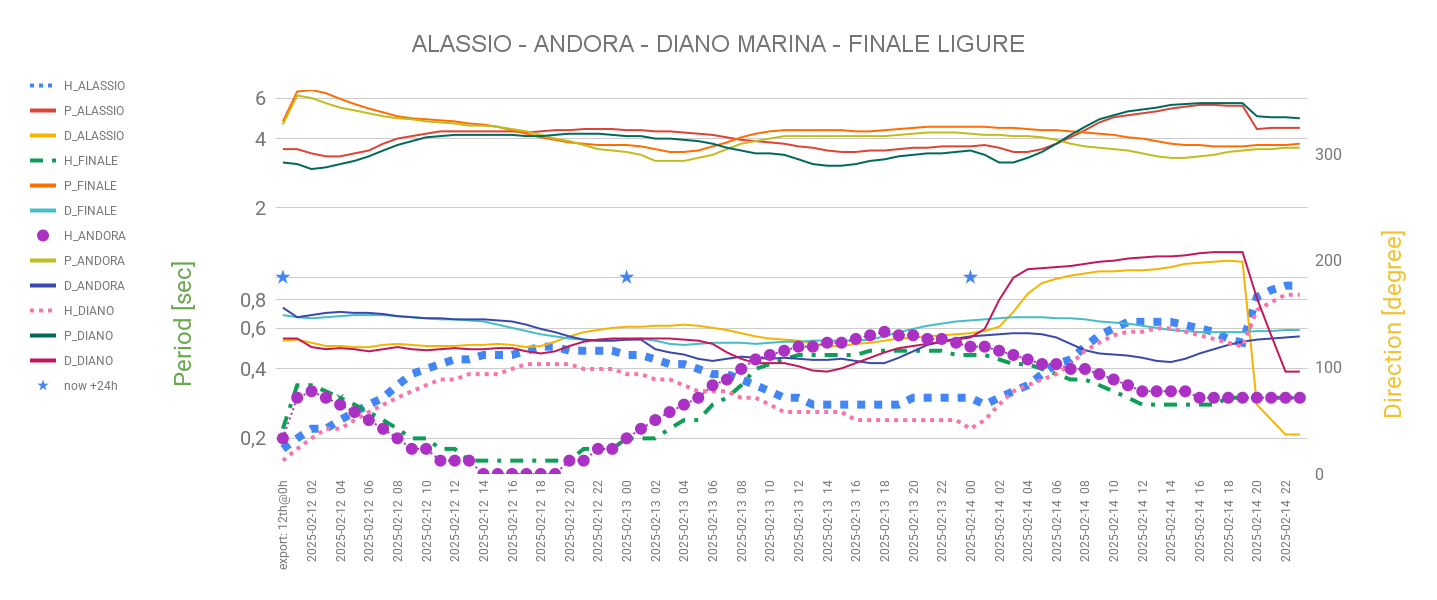 ALASSIO - ANDORA - DIANO MARINA - FINALE LIGURE
H_ALASSIO
P_ALASSIO
D_ALASSIO
H_FINALE
P_FINALE
D_FINALE
H_ANDORA
P_ANDORA
D_ANDORA
H_DIANO
P_DIANO
D_DIANO
now +24h
Period [sec]
6
4
2
0,8
0,6
0,4
0,2
300
200
100
0
Direction [degree]
export: 12th@0h
2025-02-12 02
2025-02-12 04
2025-02-12 06
2025-02-12 08
2025-02-12 10
2025-02-12 12
2025-02-12 14
2025-02-12 16
2025-02-12 18
2025-02-12 20
2025-02-12 22
2025-02-13 00
2025-02-13 02
2025-02-13 04
2025-02-13 06
2025-02-13 08
2025-02-13 10
2025-02-13 12
2025-02-13 14
2025-02-13 16
2025-02-13 18
2025-02-13 20
2025-02-13 22
2025-02-14 00
2025-02-14 02
2025-02-14 04
2025-02-14 06
2025-02-14 08
2025-02-14 10
2025-02-14 12
2025-02-14 14
2025-02-14 16
2025-02-14 18
2025-02-14 20
2025-02-14 22